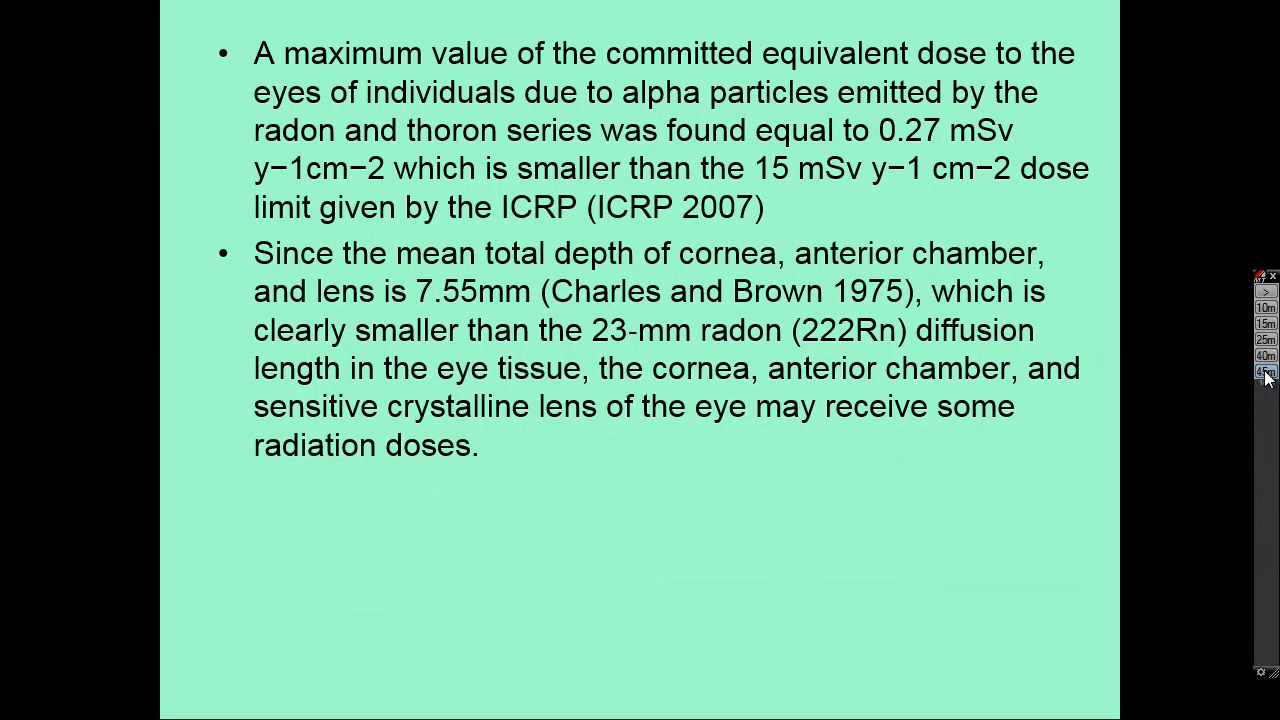 • A maximum value of the committed equivalent dose to the
eyes of individuals due to alpha particles emitted by the
radon and thoron series was found equal to 0.27 mSv
y−1cm−2 which is smaller than the 15 mSv y−1 cm−2 dose
limit given by the ICRP (ICRP 2007)
• Since the mean total depth of cornea, anterior chamber,
and lens is 7.55mm (Charles and Brown 1975), which is
clearly smaller than the 23-mm radon (222Rn) diffusion
length in the eye tissue, the cornea, anterior chamber, and
sensitive crystalline lens of the eye may receive some
radiation doses.
x
>
10m
15m
25m
40m
45m